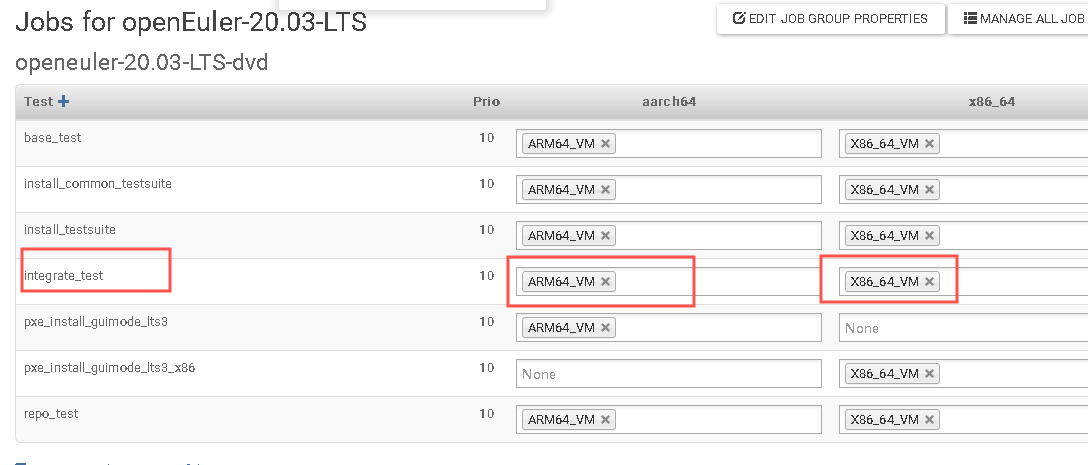 Jobs for openEuler-20.03-LTS
EDIT JOB GROUP PROPERTIES
MANAGE ALL JOB
openeuler-20.03-LTS-dvd
Test Prio aarch64 x86_64
base_test 10 ARM64_VM X86_64_VM
install_common_testsuite 10 ARM64_VM X86_64_VM
install_testsuite 10 ARM64_VM X86_64_VM
integrate_test 10 ARM64_VM X86_64_VM
pxe_install_guimode_lts3 10 ARM64_VM None
pxe_install_guimode_lts3_x86 10 None X86_64_VM
repo_test 10 ARM64_VM X86_64_VM